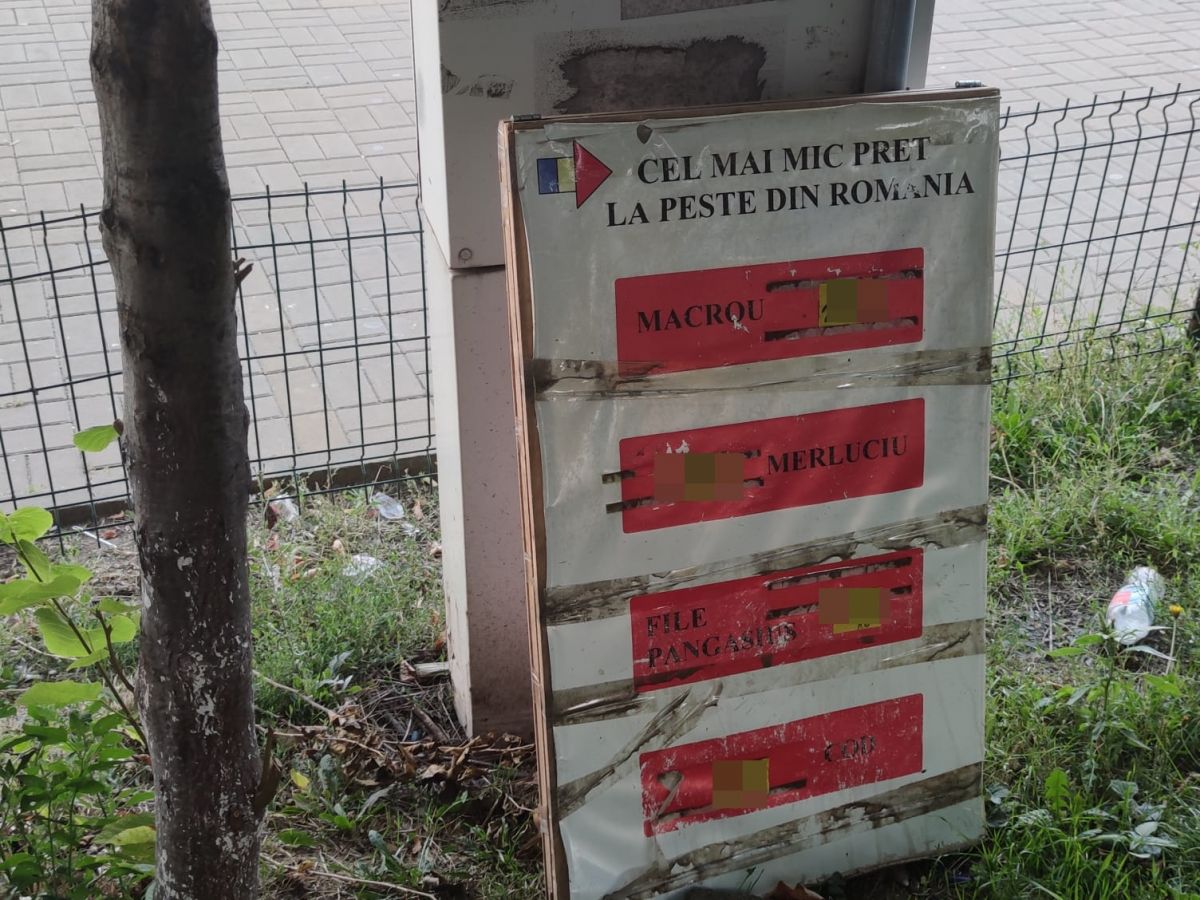 CEL MAI MIC PRET
LA PESTE DIN ROMANIA
MACROU
MERLUCIU
FILE
PANGASIUS
COD